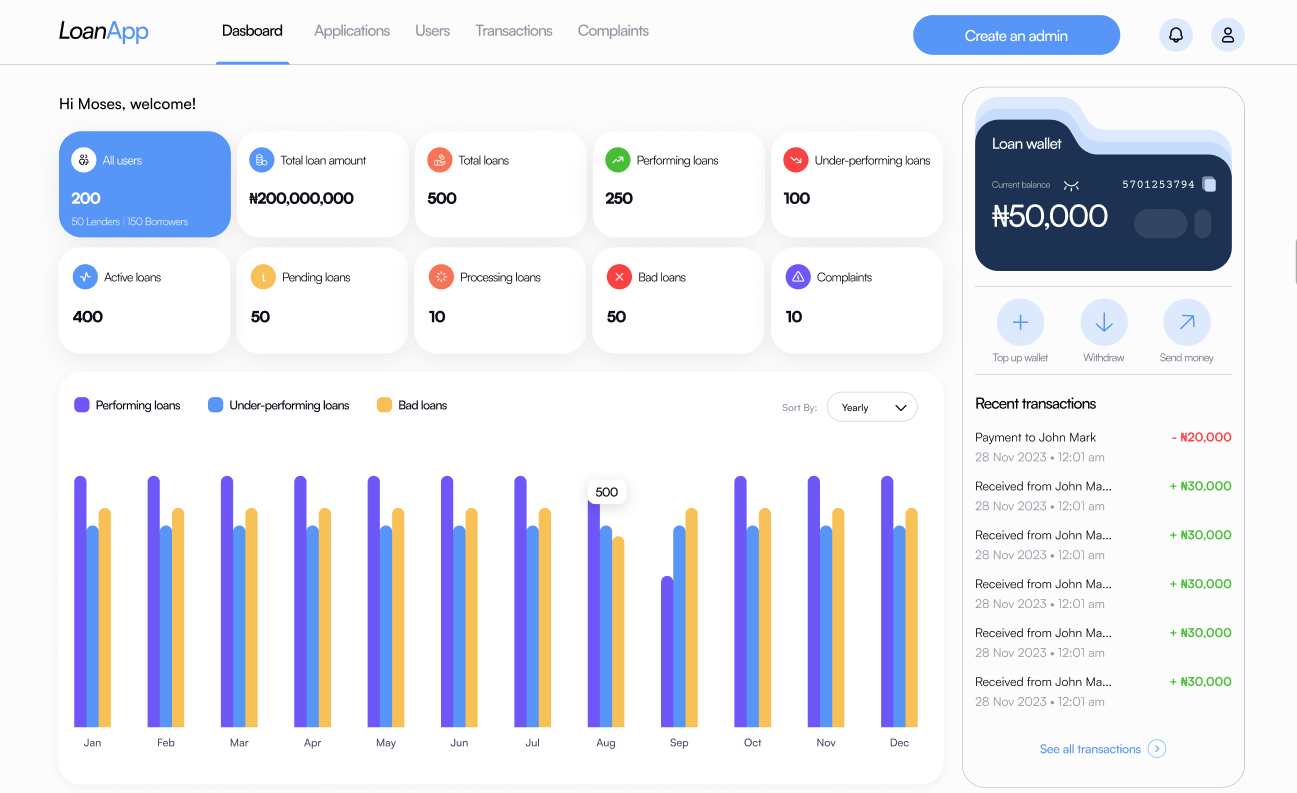 LoanApp
Dasboard
Applications
Users
Transactions
Complaints
Create an admin
Hi Moses, welcome!
All users
200
50 Lenders | 150 Borrowers
Total loan amount
₦200,000,000
Total loans
500
Performing loans
250
Under-performing loans
100
Active loans
400
Pending loans
50
Processing loans
10
Bad loans
50
Complaints
10
Performing loans
Under-performing loans
Bad loans
Sort By:
Yearly
500
Jan
Feb
Mar
Apr
May
Jun
Jul
Aug
Sep
Oct
Nov
Dec
Loan wallet
Current balance
5701253794
₦50,000
Top up wallet
Withdraw
Send money
Recent transactions
Payment to John Mark
- ₦20,000
28 Nov 2023 • 12:01 am
Received from John Ma...
+ ₦30,000
28 Nov 2023 • 12:01 am
Received from John Ma...
+ ₦30,000
28 Nov 2023 • 12:01 am
Received from John Ma...
+ ₦30,000
28 Nov 2023 • 12:01 am
Received from John Ma...
+ ₦30,000
28 Nov 2023 • 12:01 am
Received from John Ma...
+ ₦30,000
28 Nov 2023 • 12:01 am
See all transactions